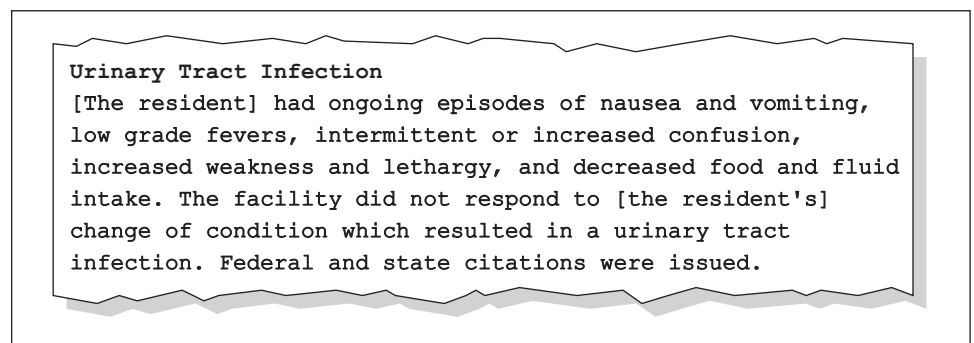 Urinary Tract Infection
[The resident] had ongoing episodes of nausea and vomiting,
low grade fevers, intermittent or increased confusion,
increased weakness and lethargy, and decreased food and fluid
intake. The facility did not respond to [the resident's]
change of condition which resulted in a urinary tract
infection. Federal and state citations were issued.